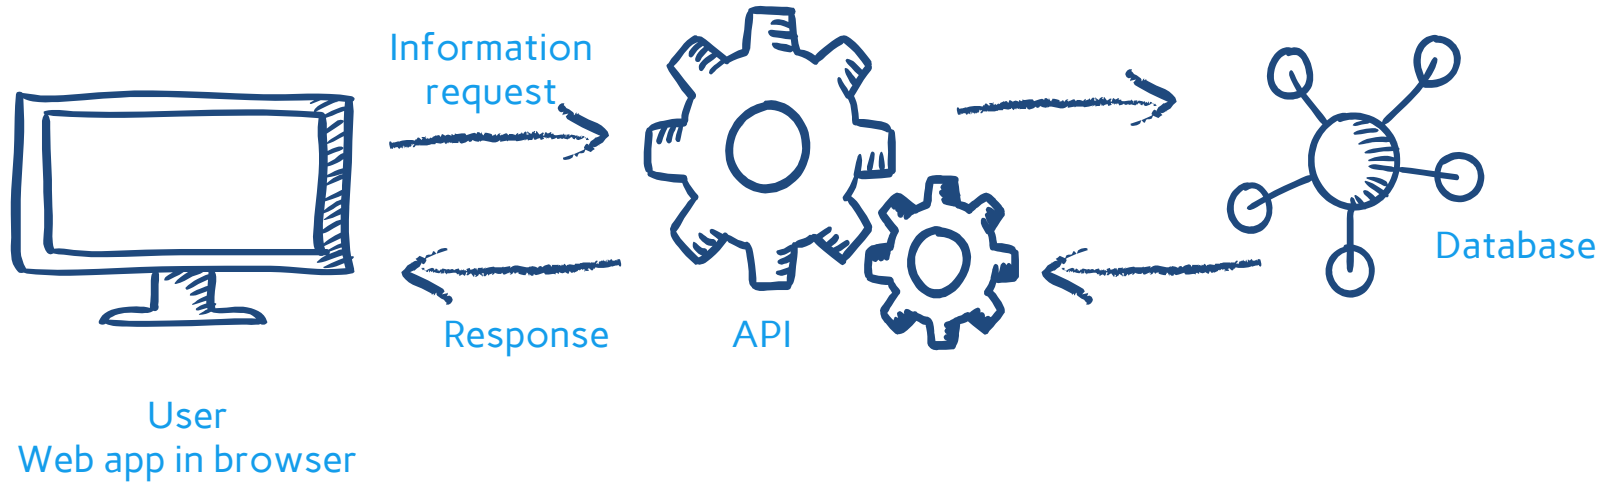 Information
request
Database
Response
API
User
Web app in browser